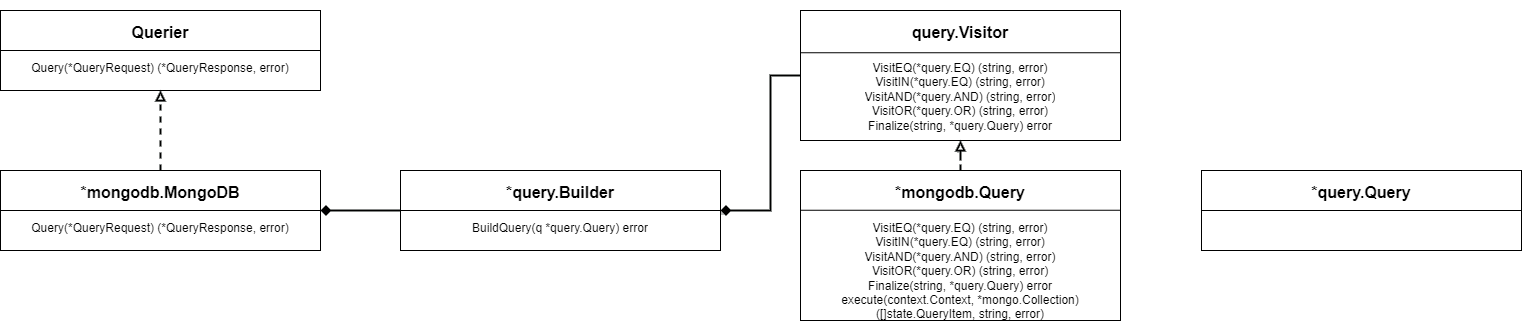 Querier
Query(*QueryRequest) (*QueryResponse, error)
query.Visitor
VisitEQ(*query.EQ) (string, error)
VisitIN(*query.EQ) (string, error)
VisitAND(*query.AND) (string, error)
VisitOR(*query.OR) (string, error)
Finalize(string, *query.Query) error
*mongodb.MongoDB
Query(*QueryRequest) (*QueryResponse, error)
*query.Builder
BuildQuery(q *query.Query) error
*mongodb.Query
VisitEQ(*query.EQ) (string, error)
VisitIN(*query.EQ) (string, error)
VisitAND(*query.AND) (string, error)
VisitOR(*query.OR) (string, error)
Finalize(string, *query.Query) error
execute(context.Context, *mongo.Collection)
([]state.QueryItem, string, error)
*query.Query